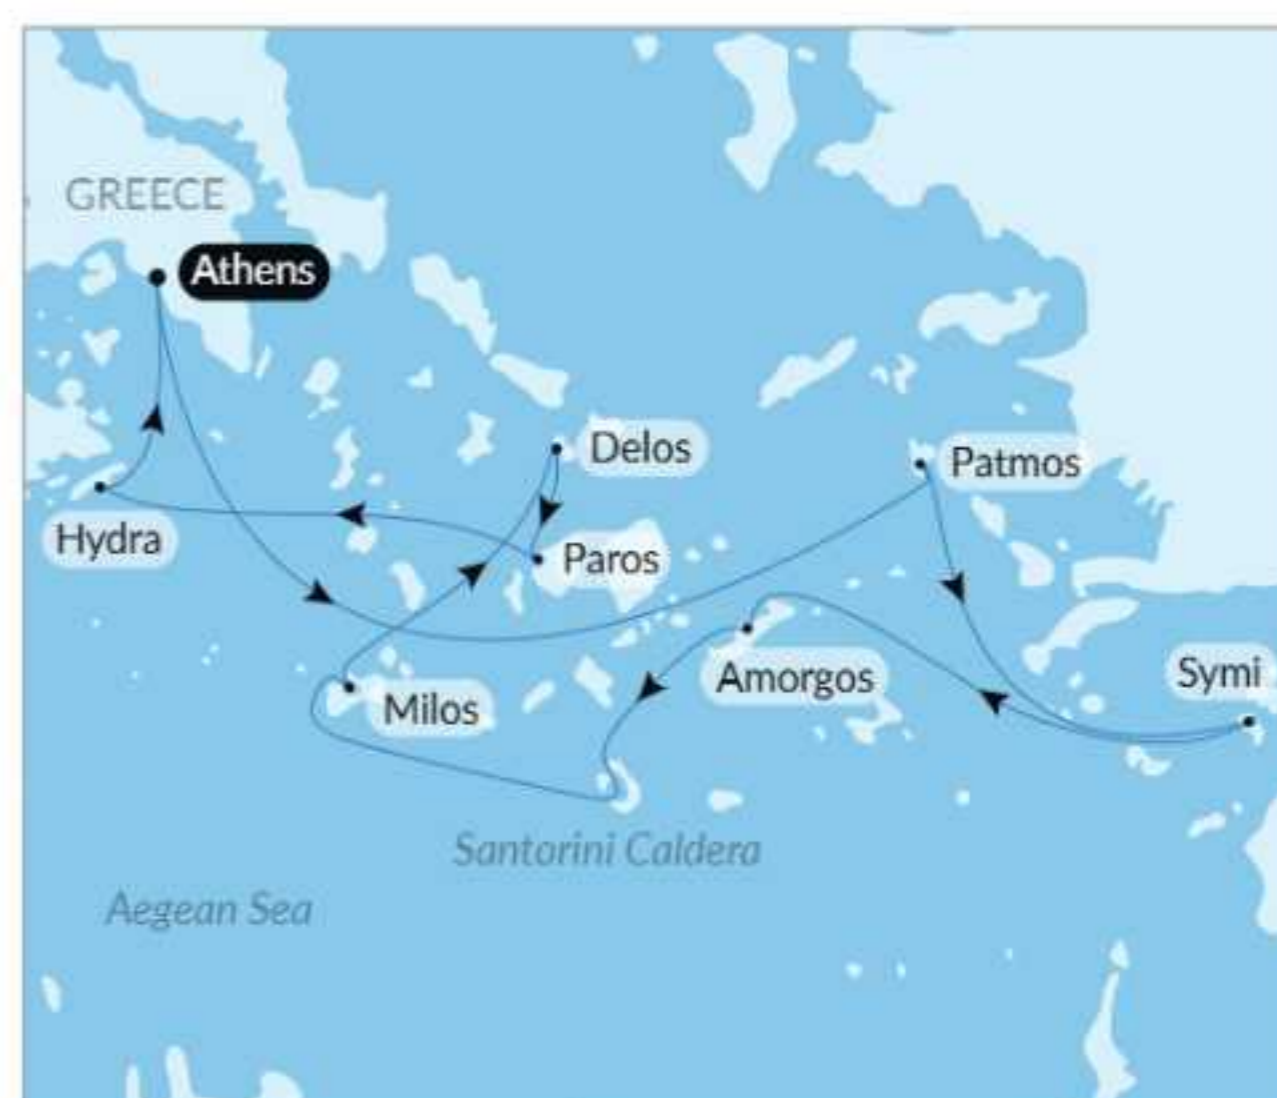 GREECE
Athens
Delos
Patmos
Hydra
Paros
Amorgos
Symi
Milos
Santorini Caldera
Aegean Sea